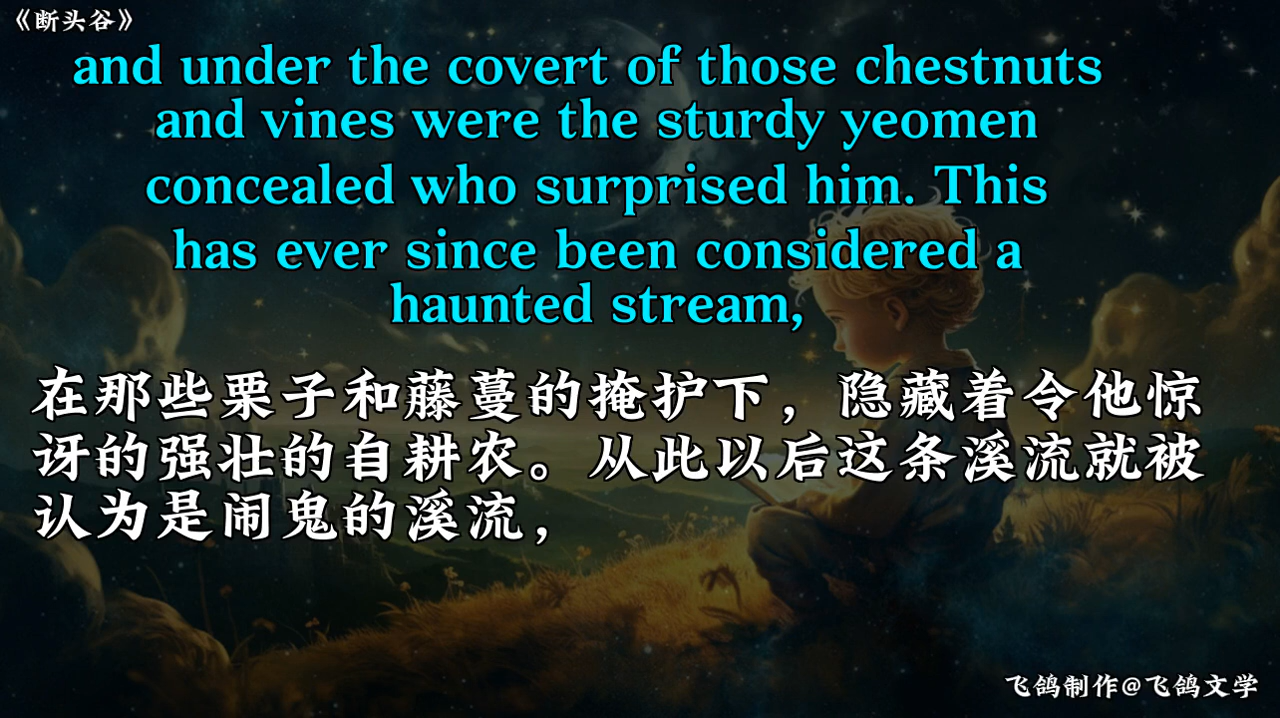 《断头谷》
and under the covert of those chestnuts
and vines were the sturdy yeomen
concealed who surprised him. This
has ever since been considered a
haunted stream,
在那些栗子和藤蔓的掩护下，隐藏着令他惊
讶的强壮的自耕农。从此以后这条溪流就被
认为是闹鬼的溪流，
飞鸽制作@飞鸽文学